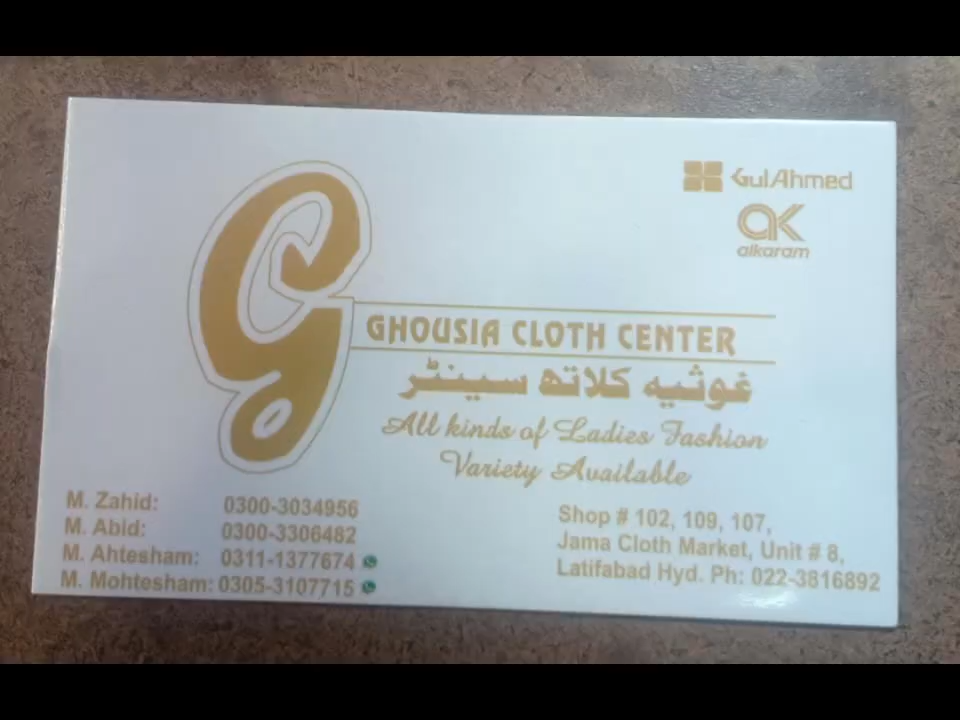 GulAhmed
ak
alkaram
G
GHOUSIA CLOTH CENTER
غوثیه کلاتھ سینٹر
All kinds of Ladies Fashion
Variety Available
M. Zahid: 0300-3034956
M. Abid: 0300-3306482
M. Ahtesham: 0311-1377674
M. Mohtesham: 0305-3107715
Shop # 102, 109, 107,
Jama Cloth Market, Unit # 8,
Latifabad Hyd. Ph: 022-3816892